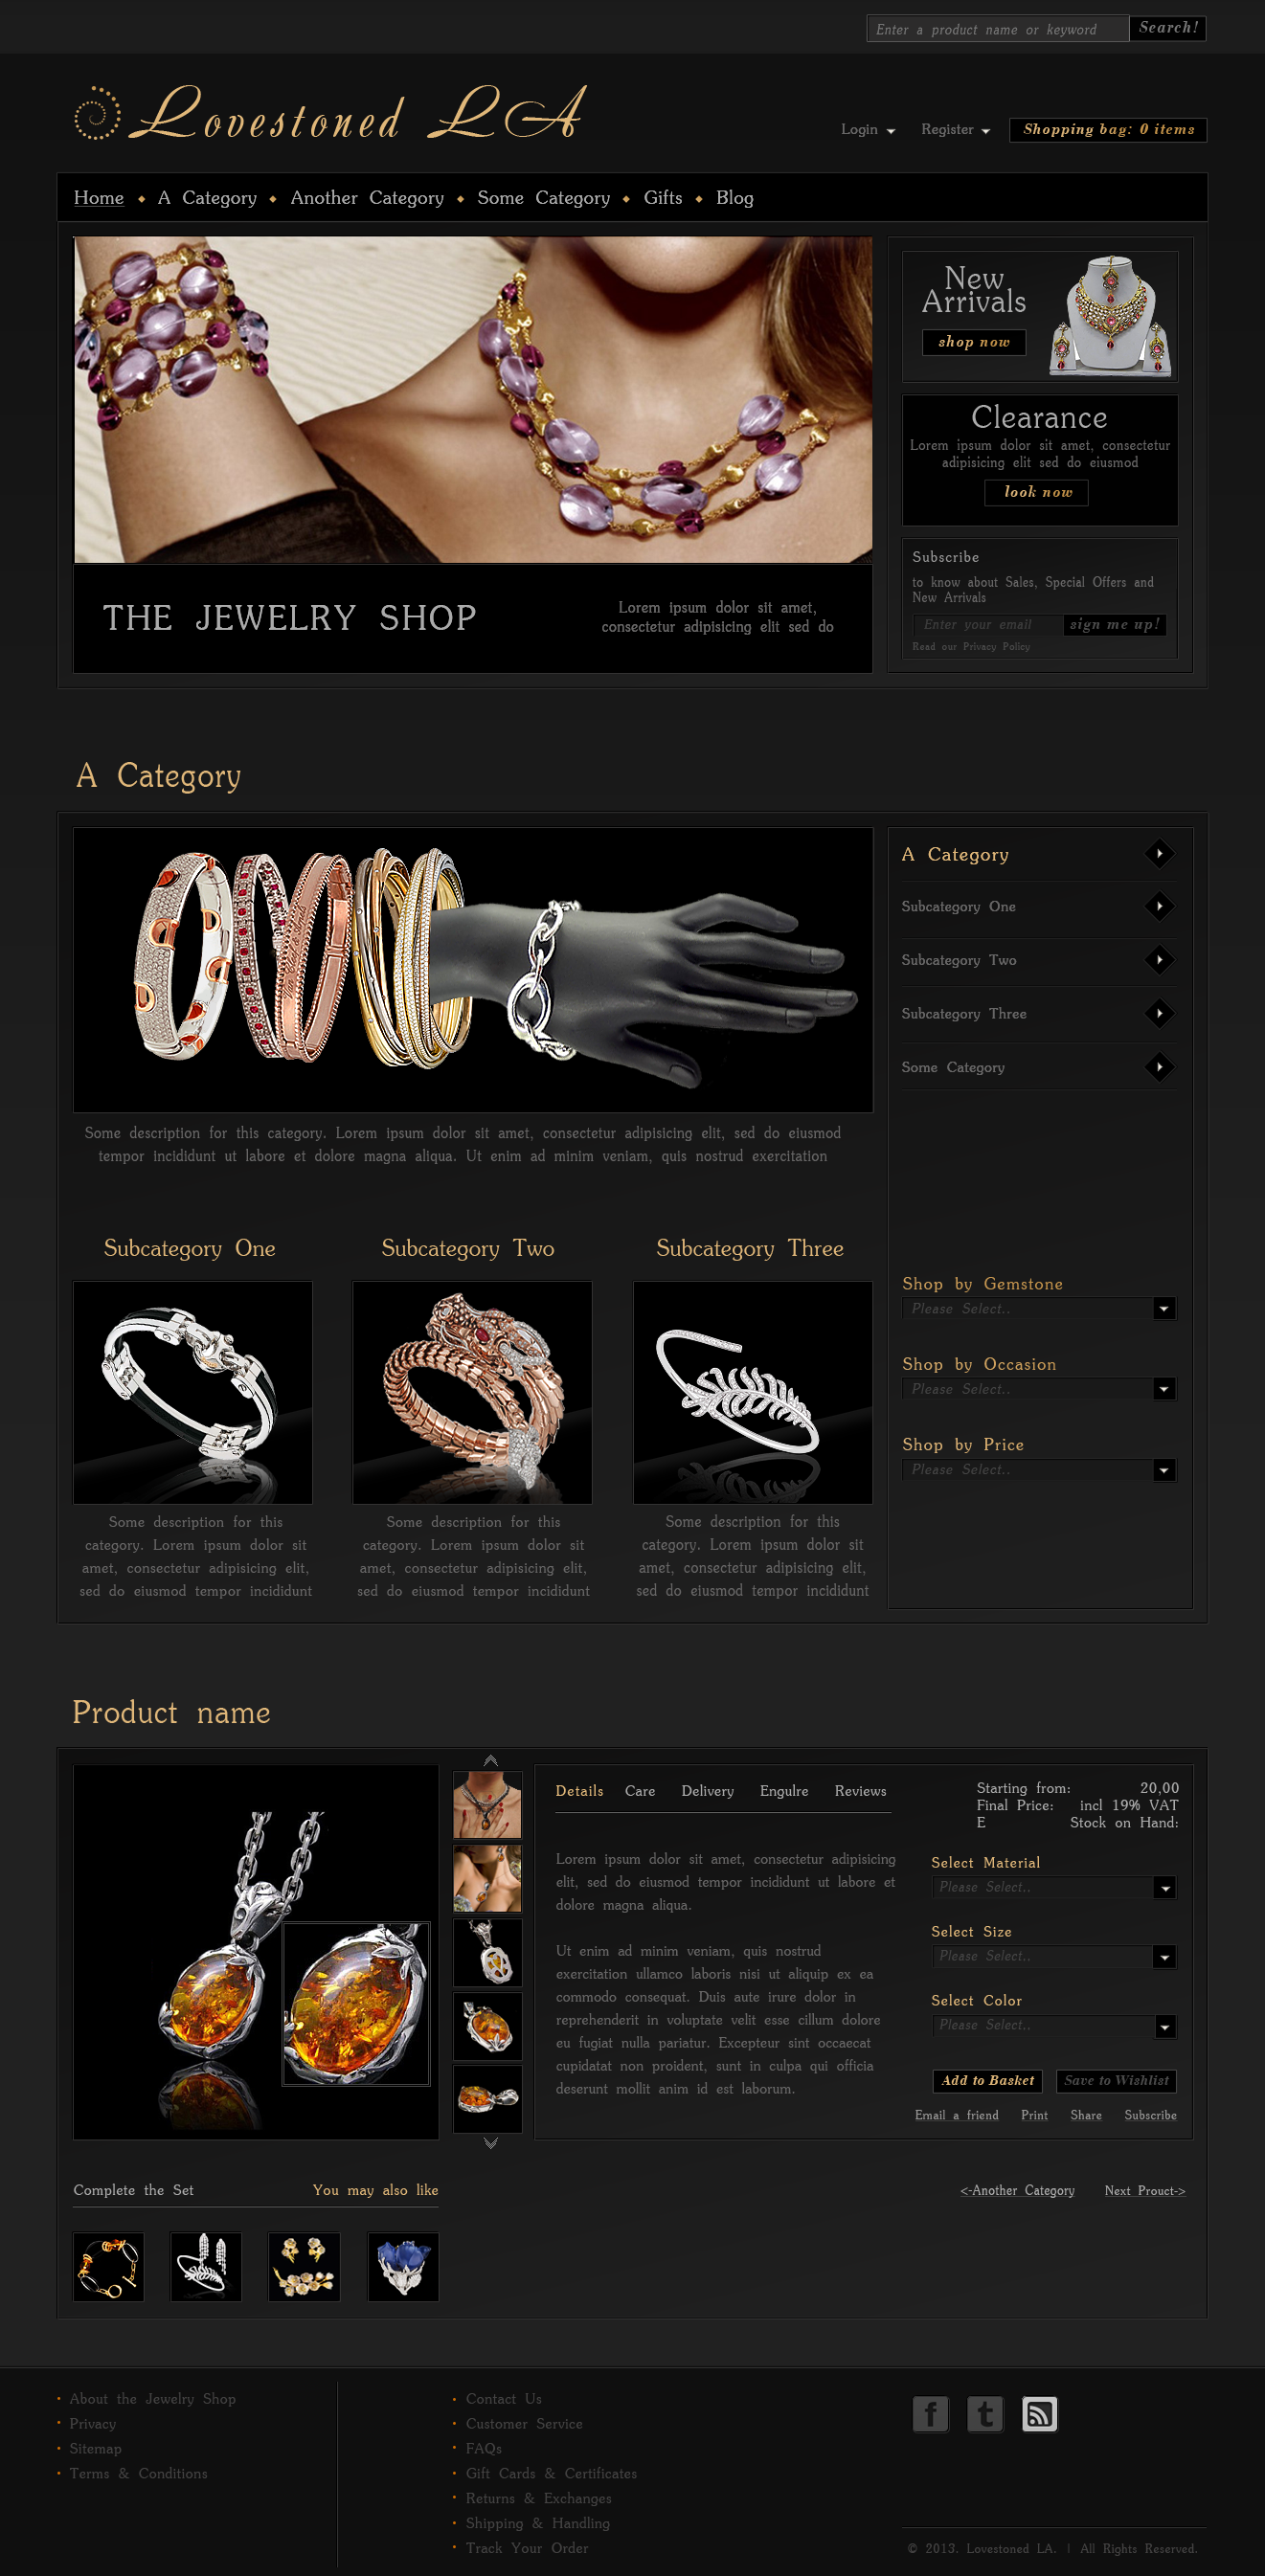 Enter a product name or keyword Search!
Lovestoned LA
Login Register Shopping bag: 0 items
Home A Category Another Category Some Category Gifts Blog
New
Arrivals
shop now
Clearance
Lorem ipsum dolor sit amet, consectetur
adipisicing elit sed do eiusmod
look now
Subscribe
to know about Sales, Special Offers and
New Arrivals
Enter your email sign me up!
Read our Privacy Policy
THE JEWELRY SHOP
Lorem ipsum dolor sit amet,
consectetur adipisicing elit sed do
A Category
A Category
Subcategory One
Subcategory Two
Subcategory Three
Some Category
Some description for this category. Lorem ipsum dolor sit amet, consectetur adipisicing elit, sed do eiusmod
tempor incididunt ut labore et dolore magna aliqua. Ut enim ad minim veniam, quis nostrud exercitation
Subcategory One
Some description for this
category. Lorem ipsum dolor sit
amet, consectetur adipisicing elit,
sed do eiusmod tempor incididunt
Subcategory Two
Some description for this
category. Lorem ipsum dolor sit
amet, consectetur adipisicing elit,
sed do eiusmod tempor incididunt
Subcategory Three
Some description for this
category. Lorem ipsum dolor sit
amet, consectetur adipisicing elit,
sed do eiusmod tempor incididunt
Shop by Gemstone
Please Select..
Shop by Occasion
Please Select..
Shop by Price
Please Select..
Product name
Details Care Delivery Engulre Reviews
Lorem ipsum dolor sit amet, consectetur adipisicing
elit, sed do eiusmod tempor incididunt ut labore et
dolore magna aliqua.
Ut enim ad minim veniam, quis nostrud
exercitation ullamco laboris nisi ut aliquip ex ea
commodo consequat. Duis aute irure dolor in
reprehenderit in voluptate velit esse cillum dolore
eu fugiat nulla pariatur. Excepteur sint occaecat
cupidatat non proident, sunt in culpa qui officia
deserunt mollit anim id est laborum.
Starting from: 20,00
Final Price: incl 19% VAT
E Stock on Hand:
Select Material
Please Select..
Select Size
Please Select..
Select Color
Please Select..
Add to Basket Save to Wishlist
Email a friend Print Share Subscribe
Complete the Set You may also like
<-Another Category Next Prouct->
About the Jewelry Shop
Privacy
Sitemap
Terms & Conditions
Contact Us
Customer Service
FAQs
Gift Cards & Certificates
Returns & Exchanges
Shipping & Handling
Track Your Order
f t
© 2013. Lovestoned LA. | All Rights Reserved.